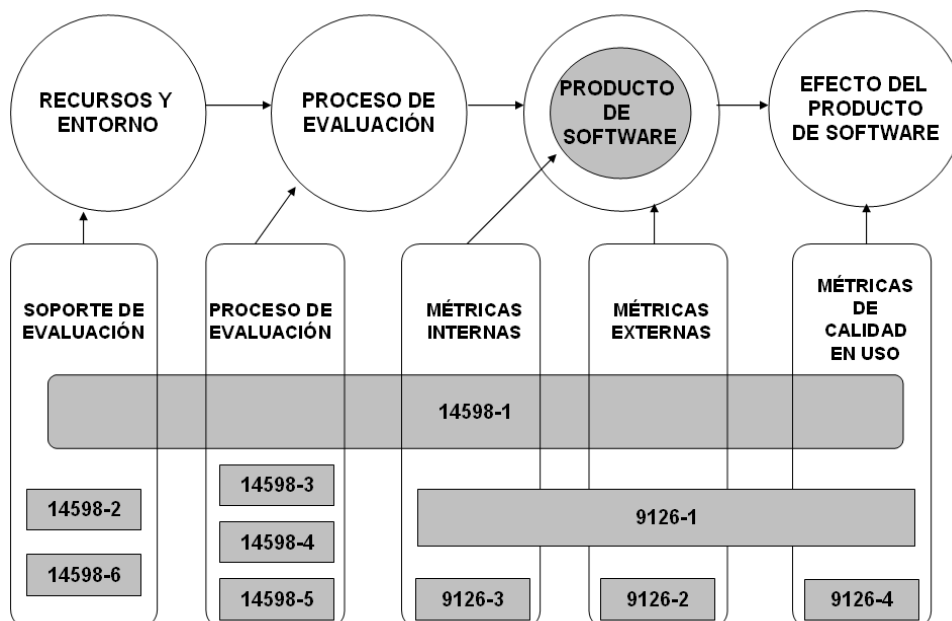 RECURSOS Y
ENTORNO
PROCESO DE
EVALUACIÓN
PRODUCTO
DE
SOFTWARE
EFECTO DEL
PRODUCTO
DE SOFTWARE
SOPORTE DE
EVALUACIÓN
PROCESO DE
EVALUACIÓN
MÉTRICAS
INTERNAS
MÉTRICAS
EXTERNAS
MÉTRICAS
DE
CALIDAD
EN USO
14598-1
14598-2
14598-6
14598-3
14598-4
14598-5
9126-1
9126-3
9126-2
9126-4